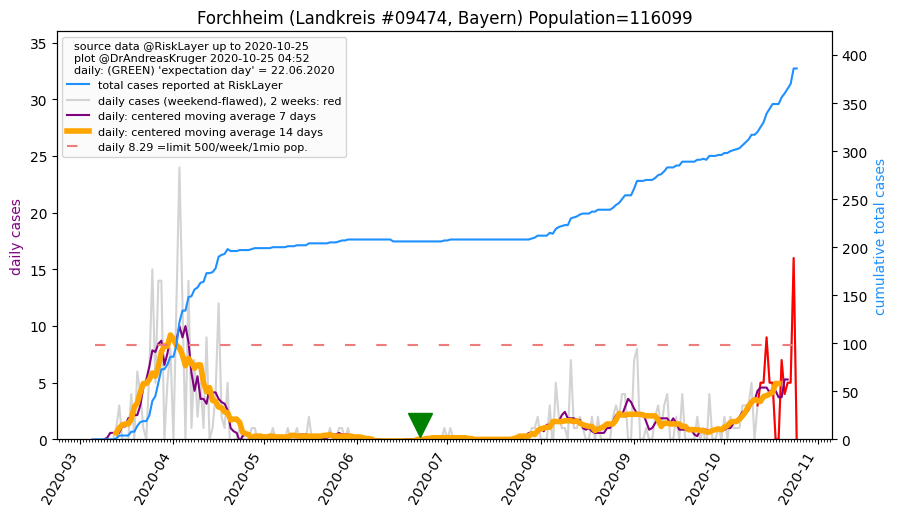 Forchheim (Landkreis #09474, Bayern) Population=116099
source data @RiskLayer up to 2020-10-25
plot @DrAndreasKruger 2020-10-25 04:52
daily: (GREEN) 'expectation day' = 22.06.2020
total cases reported at RiskLayer
daily cases (weekend-flawed), 2 weeks: red
daily: centered moving average 7 days
daily: centered moving average 14 days
daily 8.29 =limit 500/week/1mio pop.
daily cases
35
30
25
20
15
10
5
0
cumulative total cases
400
350
300
250
200
150
100
50
0
2020-03
2020-04
2020-05
2020-06
2020-07
2020-08
2020-09
2020-10
2020-11